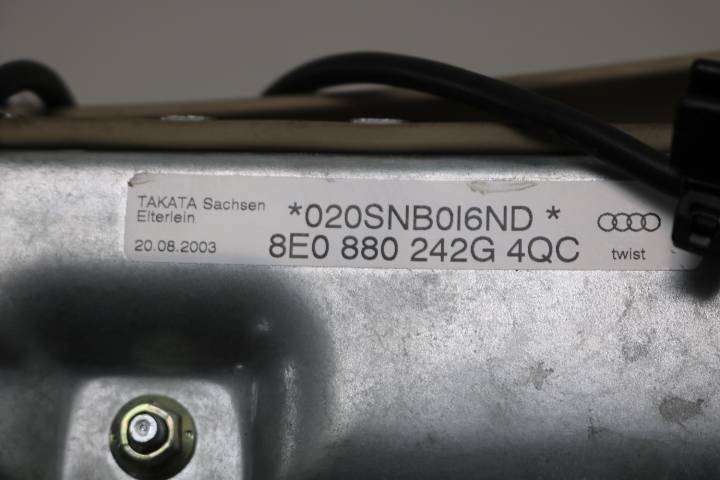 TAKATA Sachsen
Elterlein
20.08.2003
*020SNB0I6ND *
8E0 880 242G 4QC
twist